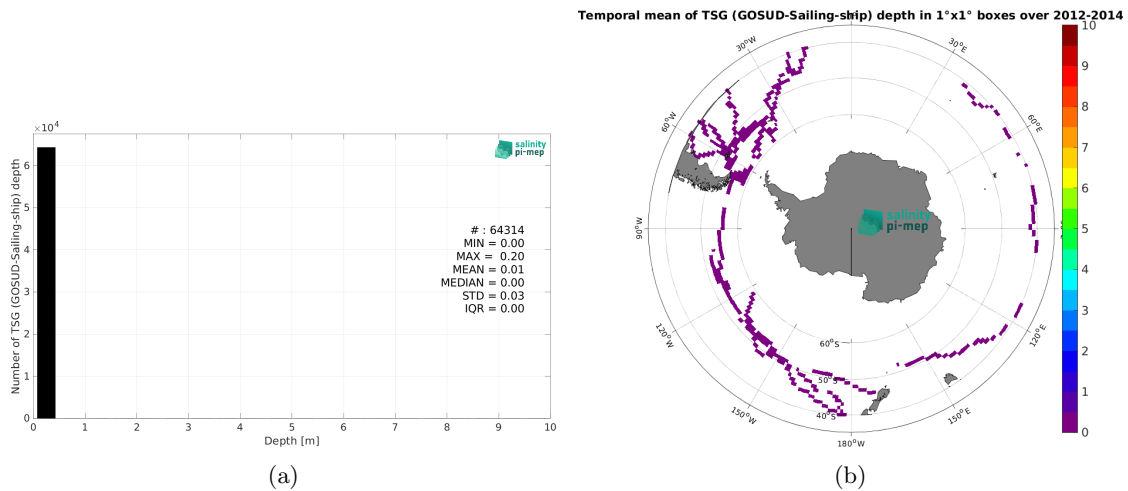 ×10⁴
6
5
4
3
2
1
0
Number of TSG (GOSUD-Sailing-ship) depth
salinity
pi-mep
# : 64314
MIN = 0.00
MAX = 0.20
MEAN = 0.01
MEDIAN = 0.00
STD = 0.03
IQR = 0.00
0 1 2 3 4 5 6 7 8 9 10
Depth [m]
(a)
Temporal mean of TSG (GOSUD-Sailing-ship) depth in 1°x1° boxes over 2012-2014
30°W
30°E
60°W
60°E
90°W
120°W
120°E
150°W
150°E
180°W
60°S
50°S
40°S
salinity
pi-mep
10
9
8
7
6
5
4
3
2
1
0
(b)